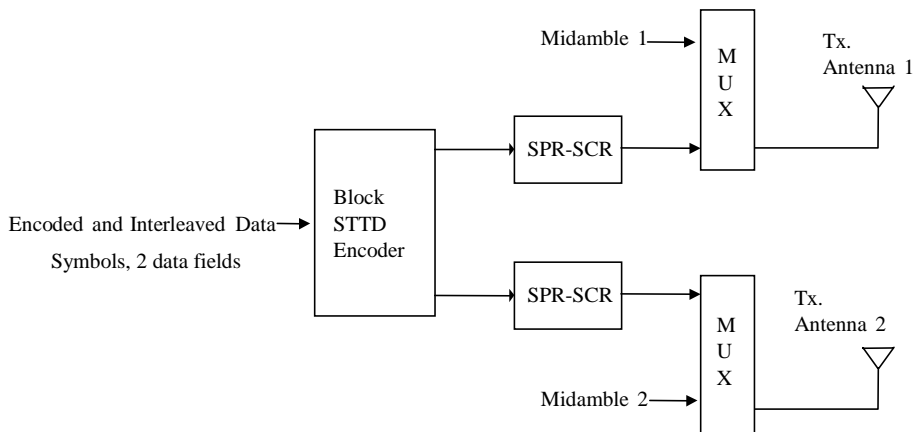 Midamble 1
M
U
X
Tx.
Antenna 1
SPR-SCR
Block
STTD
Encoder
Encoded and Interleaved Data
Symbols, 2 data fields
SPR-SCR
Tx.
Antenna 2
M
U
X
Midamble 2